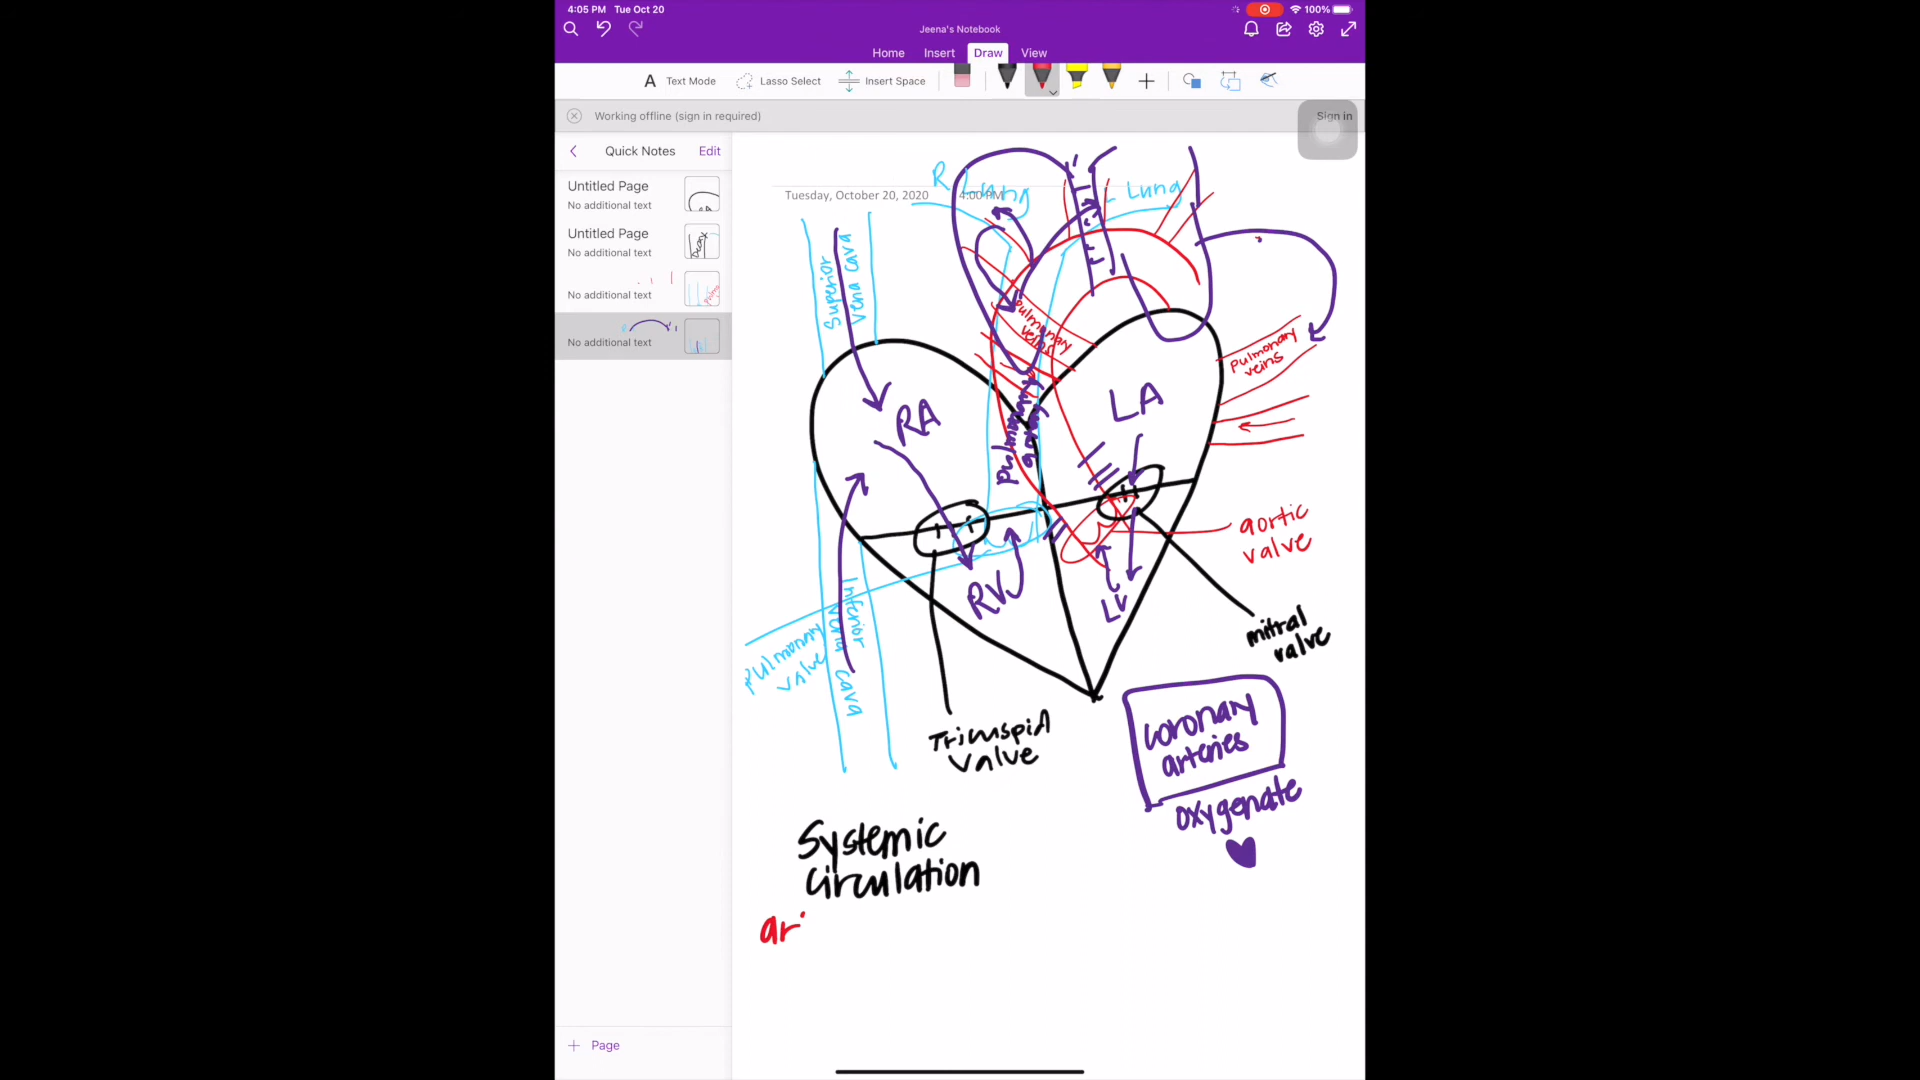 4:05 PM Tue Oct 20
100%
Jeena's Notebook
Home Insert Draw View
A Text Mode Lasso Select Insert Space
Working offline (sign in required)
Sign in
Quick Notes Edit
Untitled Page
No additional text
Untitled Page
No additional text
No additional text
No additional text
Page
Tuesday, October 20, 2020 4:00 PM
R Lung
L Lung
Superior
vena cava
pulmonary
veins
pulmonary
veins
RA
LA
pulmonary
aortic
valve
RV
LV
Inferior
vena cava
pulmonary
valve
mitral
valve
Tricuspid
valve
coronary
arteries
oxygenate
Systemic
circulation
ar